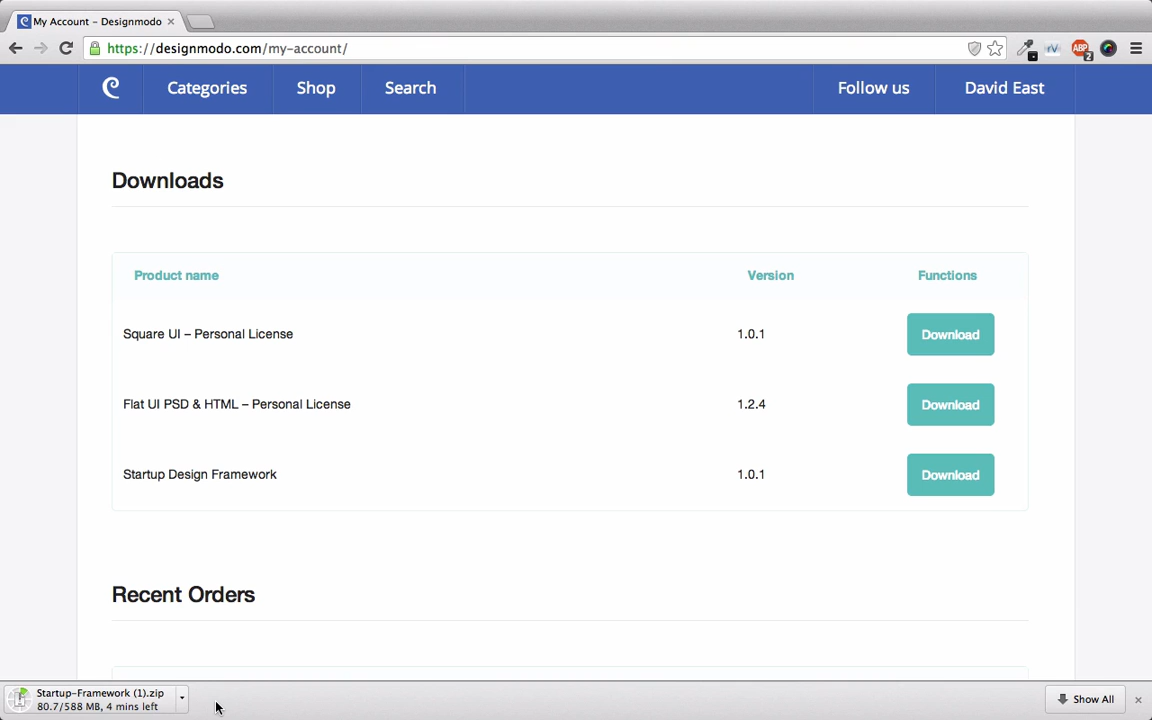 My Account – Designmodo
https://designmodo.com/my-account/
ABP
2
Categories
Shop
Search
Follow us
David East
Downloads
Product name Version Functions
Square UI – Personal License 1.0.1 Download
Flat UI PSD & HTML – Personal License 1.2.4 Download
Startup Design Framework 1.0.1 Download
Recent Orders
Startup-Framework (1).zip
80.7/588 MB, 4 mins left
Show All